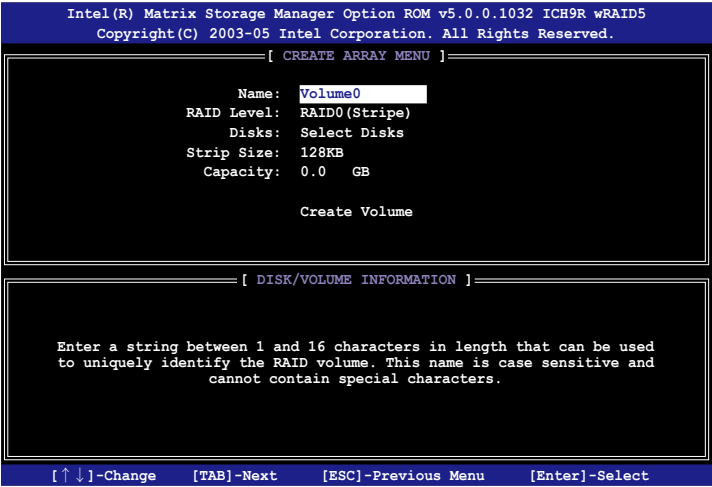 Intel(R) Matrix Storage Manager Option ROM v5.0.0.1032 ICH9R wRAID5
Copyright(C) 2003-05 Intel Corporation. All Rights Reserved.
[ CREATE ARRAY MENU ]
Name: Volume0
RAID Level: RAID0(Stripe)
Disks: Select Disks
Strip Size: 128KB
Capacity: 0.0 GB
Create Volume
[ DISK/VOLUME INFORMATION ]
Enter a string between 1 and 16 characters in length that can be used
to uniquely identify the RAID volume. This name is case sensitive and
cannot contain special characters.
[↑↓]-Change [TAB]-Next [ESC]-Previous Menu [Enter]-Select